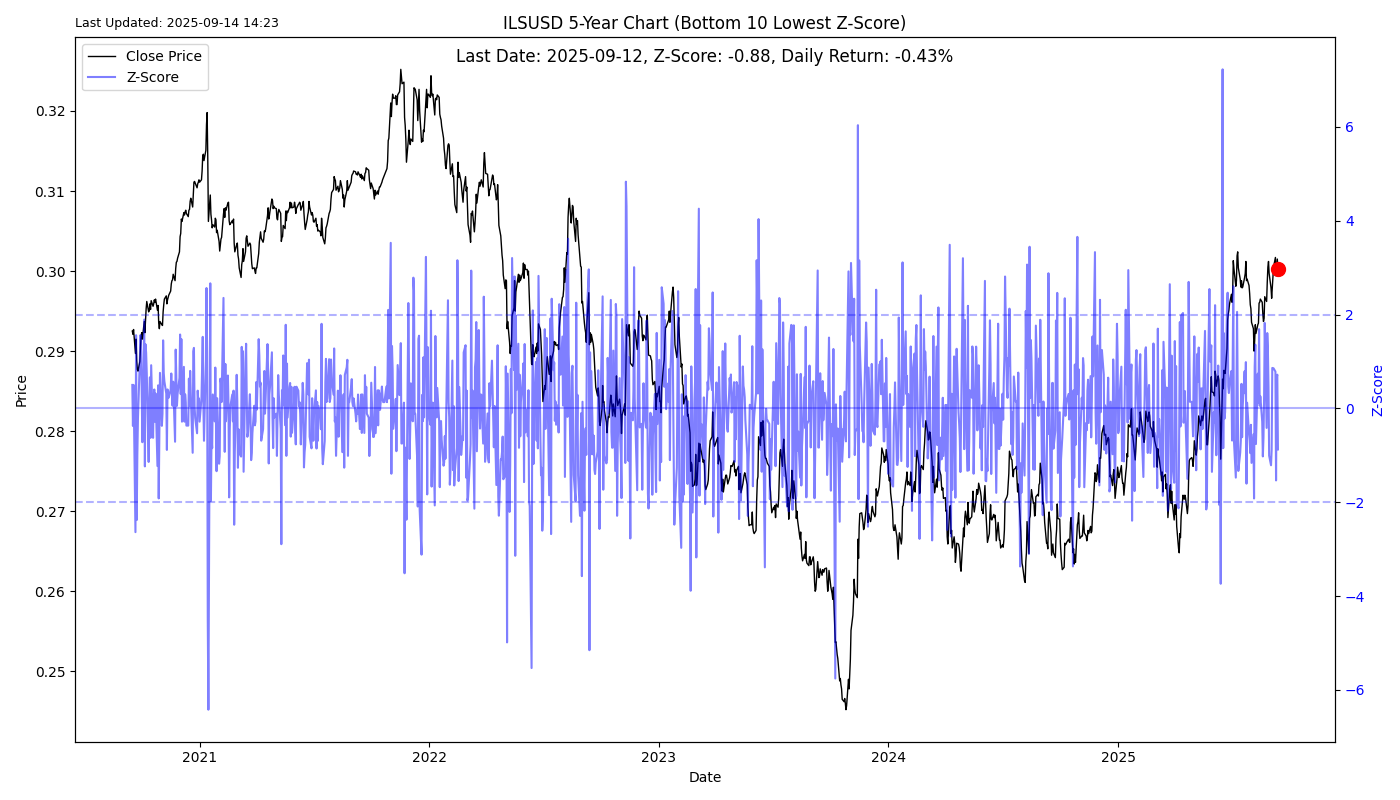 Last Updated: 2025-09-14 14:23
ILSUSD 5-Year Chart (Bottom 10 Lowest Z-Score)
Last Date: 2025-09-12, Z-Score: -0.88, Daily Return: -0.43%
Close Price
Z-Score
Price
0.32
0.31
0.30
0.29
0.28
0.27
0.26
0.25
6
4
2
0
−2
−4
−6
Z-Score
2021
2022
2023
2024
2025
Date